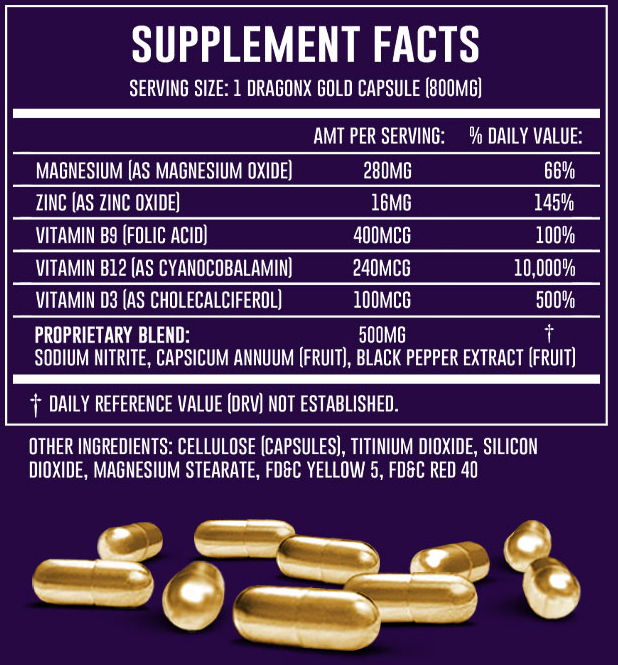 SUPPLEMENT FACTS
SERVING SIZE: 1 DRAGONX GOLD CAPSULE (800MG)
AMT PER SERVING: % DAILY VALUE:
MAGNESIUM (AS MAGNESIUM OXIDE) 280MG 66%
ZINC (AS ZINC OXIDE) 16MG 145%
VITAMIN B9 (FOLIC ACID) 400MCG 100%
VITAMIN B12 (AS CYANOCOBALAMIN) 240MCG 10,000%
VITAMIN D3 (AS CHOLECALCIFEROL) 100MCG 500%
PROPRIETARY BLEND: 500MG †
SODIUM NITRITE, CAPSICUM ANNUUM (FRUIT), BLACK PEPPER EXTRACT (FRUIT)
† DAILY REFERENCE VALUE (DRV) NOT ESTABLISHED.
OTHER INGREDIENTS: CELLULOSE (CAPSULES), TITINIUM DIOXIDE, SILICON
DIOXIDE, MAGNESIUM STEARATE, FD&C YELLOW 5, FD&C RED 40